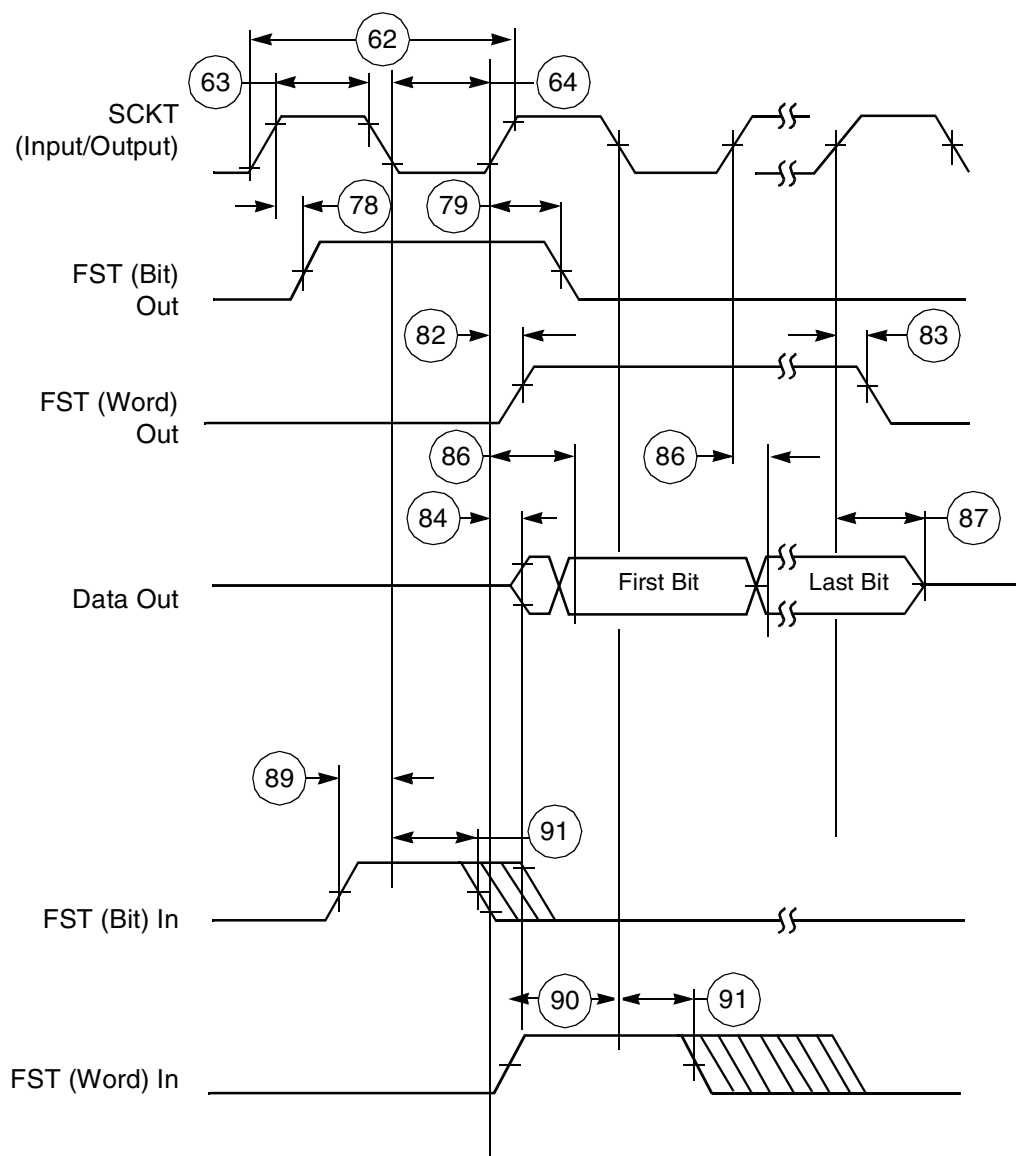 62
63
64
SCKT
(Input/Output)
78
79
FST (Bit)
Out
82
83
FST (Word)
Out
86
86
84
87
First Bit
Last Bit
Data Out
89
91
FST (Bit) In
90
91
FST (Word) In